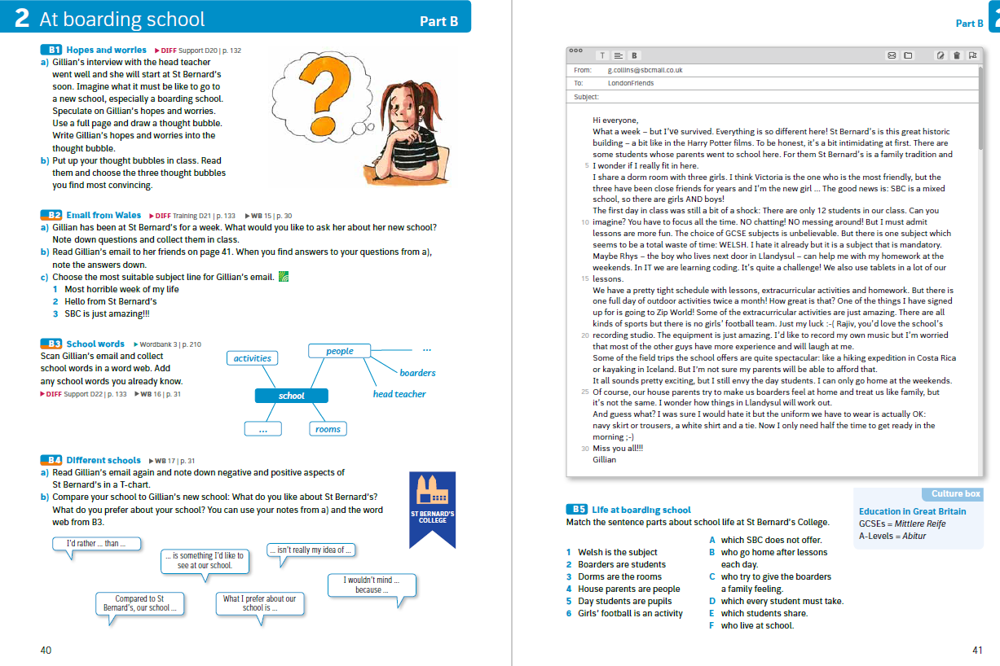 2 At boarding school
Part B
B1 Hopes and worries ▶ DIFF Support D20 | p. 132
a) Gillian's interview with the head teacher
went well and she will start at St Bernard's
soon. Imagine what it must be like to go to
a new school, especially a boarding school.
Speculate on Gillian's hopes and worries.
Use a full page and draw a thought bubble.
Write Gillian's hopes and worries into the
thought bubble.
b) Put up your thought bubbles in class. Read
them and choose the three thought bubbles
you find most convincing.
?
B2 Email from Wales ▶ DIFF Training D21 | p. 133 ▶ WB 15 | p. 30
a) Gillian has been at St Bernard's for a week. What would you like to ask her about her new school?
Note down questions and collect them in class.
b) Read Gillian's email to her friends on page 41. When you find answers to your questions from a),
note the answers down.
c) Choose the most suitable subject line for Gillian's email.
1 Most horrible week of my life
2 Hello from St Bernard's
3 SBC is just amazing!!!
B3 School words ▶ Wordbank 3 | p. 210
Scan Gillian's email and collect
school words in a word web. Add
any school words you already know.
▶ DIFF Support D22 | p. 133 ▶ WB 16 | p. 31
activities
people
...
boarders
head teacher
school
...
rooms
B4 Different schools ▶ WB 17 | p. 31
a) Read Gillian's email again and note down negative and positive aspects of
St Bernard's in a T-chart.
b) Compare your school to Gillian's new school: What do you like about St Bernard's?
What do you prefer about your school? You can use your notes from a) and the word
web from B3.
ST BERNARD'S
COLLEGE
I'd rather ... than ...
... is something I'd like to
see at our school.
... isn't really my idea of ...
I wouldn't mind ...
because ...
Compared to St
Bernard's, our school ...
What I prefer about our
school is ...
40
Part B
T B
From: g.collins@sbcmail.co.uk
To: LondonFriends
Subject:
Hi everyone,
What a week – but I've survived. Everything is so different here! St Bernard's is this great historic
building – a bit like in the Harry Potter films. To be honest, it's a bit intimidating at first. There are
some students whose parents went to school here. For them St Bernard's is a family tradition and
5 I wonder if I really fit in here.
I share a dorm room with three girls. I think Victoria is the one who is the most friendly, but the
three have been close friends for years and I'm the new girl ... The good news is: SBC is a mixed
school, so there are girls AND boys!
The first day in class was still a bit of a shock: There are only 12 students in our class. Can you
10 imagine? You have to focus all the time. NO chatting! NO messing around! But I must admit
lessons are more fun. The choice of GCSE subjects is unbelievable. But there is one subject which
seems to be a total waste of time: WELSH. I hate it already but it is a subject that is mandatory.
Maybe Rhys – the boy who lives next door in Llandysul – can help me with my homework at the
weekends. In IT we are learning coding. It's quite a challenge! We also use tablets in a lot of our
15 lessons.
We have a pretty tight schedule with lessons, extracurricular activities and homework. But there is
one full day of outdoor activities twice a month! How great is that? One of the things I have signed
up for is going to Zip World! Some of the extracurricular activities are just amazing. There are all
kinds of sports but there is no girls' football team. Just my luck :-( Rajiv, you'd love the school's
20 recording studio. The equipment is just amazing. I'd like to record my own music but I'm worried
that most of the other guys have more experience and will laugh at me.
Some of the field trips the school offers are quite spectacular: like a hiking expedition in Costa Rica
or kayaking in Iceland. But I'm not sure my parents will be able to afford that.
It all sounds pretty exciting, but I still envy the day students. I can only go home at the weekends.
25 Of course, our house parents try to make us boarders feel at home and treat us like family, but
it's not the same. I wonder how things in Llandysul will work out.
And guess what? I was sure I would hate it but the uniform we have to wear is actually OK:
navy skirt or trousers, a white shirt and a tie. Now I only need half the time to get ready in the
morning ;-)
30 Miss you all!!!
Gillian
B5 Life at boarding school
Match the sentence parts about school life at St Bernard's College.
1 Welsh is the subject
2 Boarders are students
3 Dorms are the rooms
4 House parents are people
5 Day students are pupils
6 Girls' football is an activity
A which SBC does not offer.
B who go home after lessons
each day.
C who try to give the boarders
a family feeling.
D which every student must take.
E which students share.
F who live at school.
Culture box
Education in Great Britain
GCSEs = Mittlere Reife
A-Levels = Abitur
41